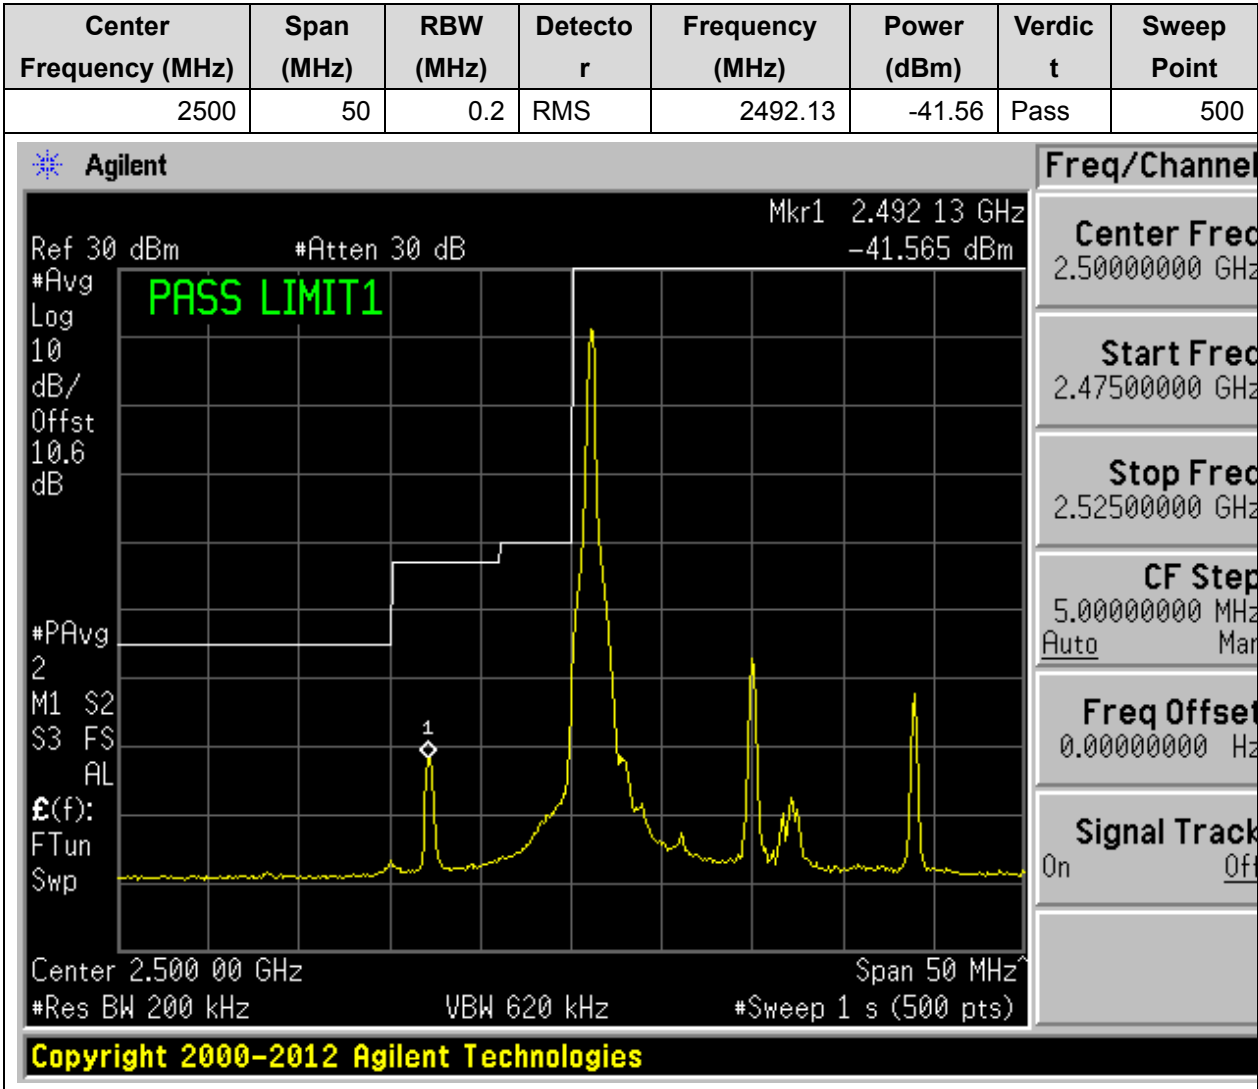 Center Frequency (MHz) Span (MHz) RBW (MHz) Detecto r Frequency (MHz) Power (dBm) Verdic t Sweep Point
2500 50 0.2 RMS 2492.13 -41.56 Pass 500
Agilent
Freq/Channel
Mkr1 2.492 13 GHz
Ref 30 dBm #Atten 30 dB -41.565 dBm
#Avg
Log
10
dB/
Offst
10.6
dB
PASS LIMIT1
#PAvg
2
M1 S2
S3 FS
AL
£(f):
FTun
Swp
1
Center 2.500 00 GHz Span 50 MHz^
#Res BW 200 kHz VBW 620 kHz #Sweep 1 s (500 pts)
Center Freq
2.50000000 GHz
Start Freq
2.47500000 GHz
Stop Freq
2.52500000 GHz
CF Step
5.00000000 MHz
Auto Man
Freq Offset
0.00000000 Hz
Signal Track
On Off
Copyright 2000-2012 Agilent Technologies